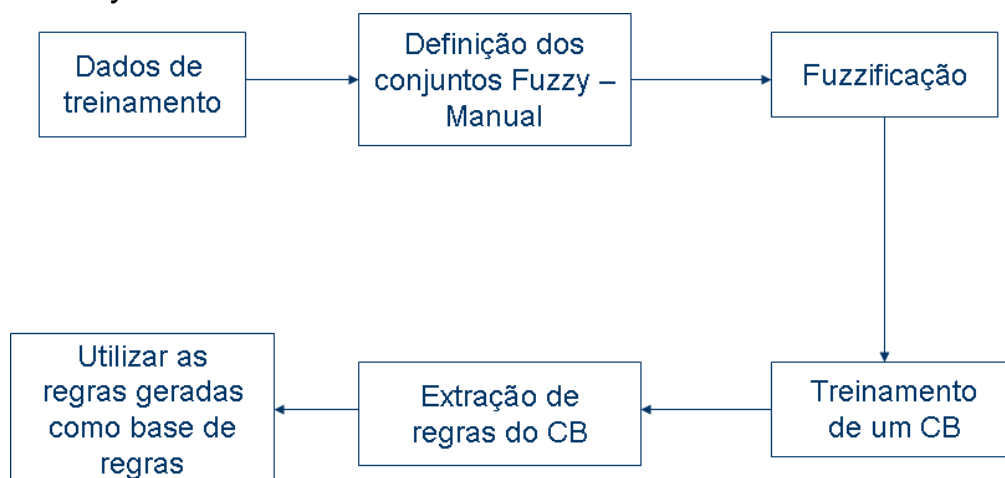 Dados de
treinamento
Definição dos
conjuntos Fuzzy –
Manual
Fuzzificação
Treinamento
de um CB
Extração de
regras do CB
Utilizar as
regras geradas
como base de
regras